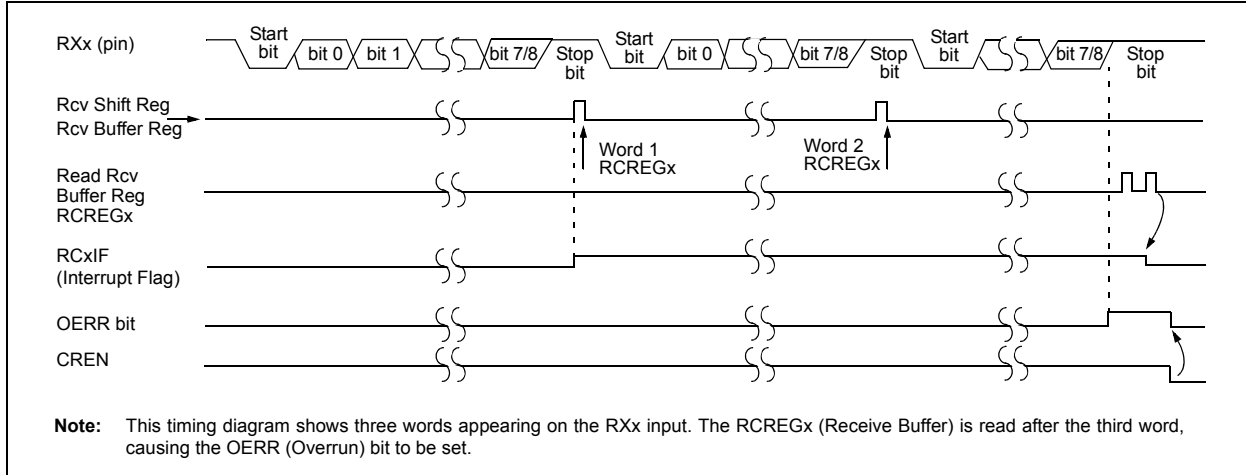 RXx (pin)
Start bit
bit 0
bit 1
bit 7/8
Stop bit
Start bit
bit 0
bit 7/8
Stop bit
Start bit
bit 7/8
Stop bit
Rcv Shift Reg
Rcv Buffer Reg
Word 1
RCREGx
Word 2
RCREGx
Read Rcv
Buffer Reg
RCREGx
RCxIF
(Interrupt Flag)
OERR bit
CREN
Note: This timing diagram shows three words appearing on the RXx input. The RCREGx (Receive Buffer) is read after the third word,
causing the OERR (Overrun) bit to be set.